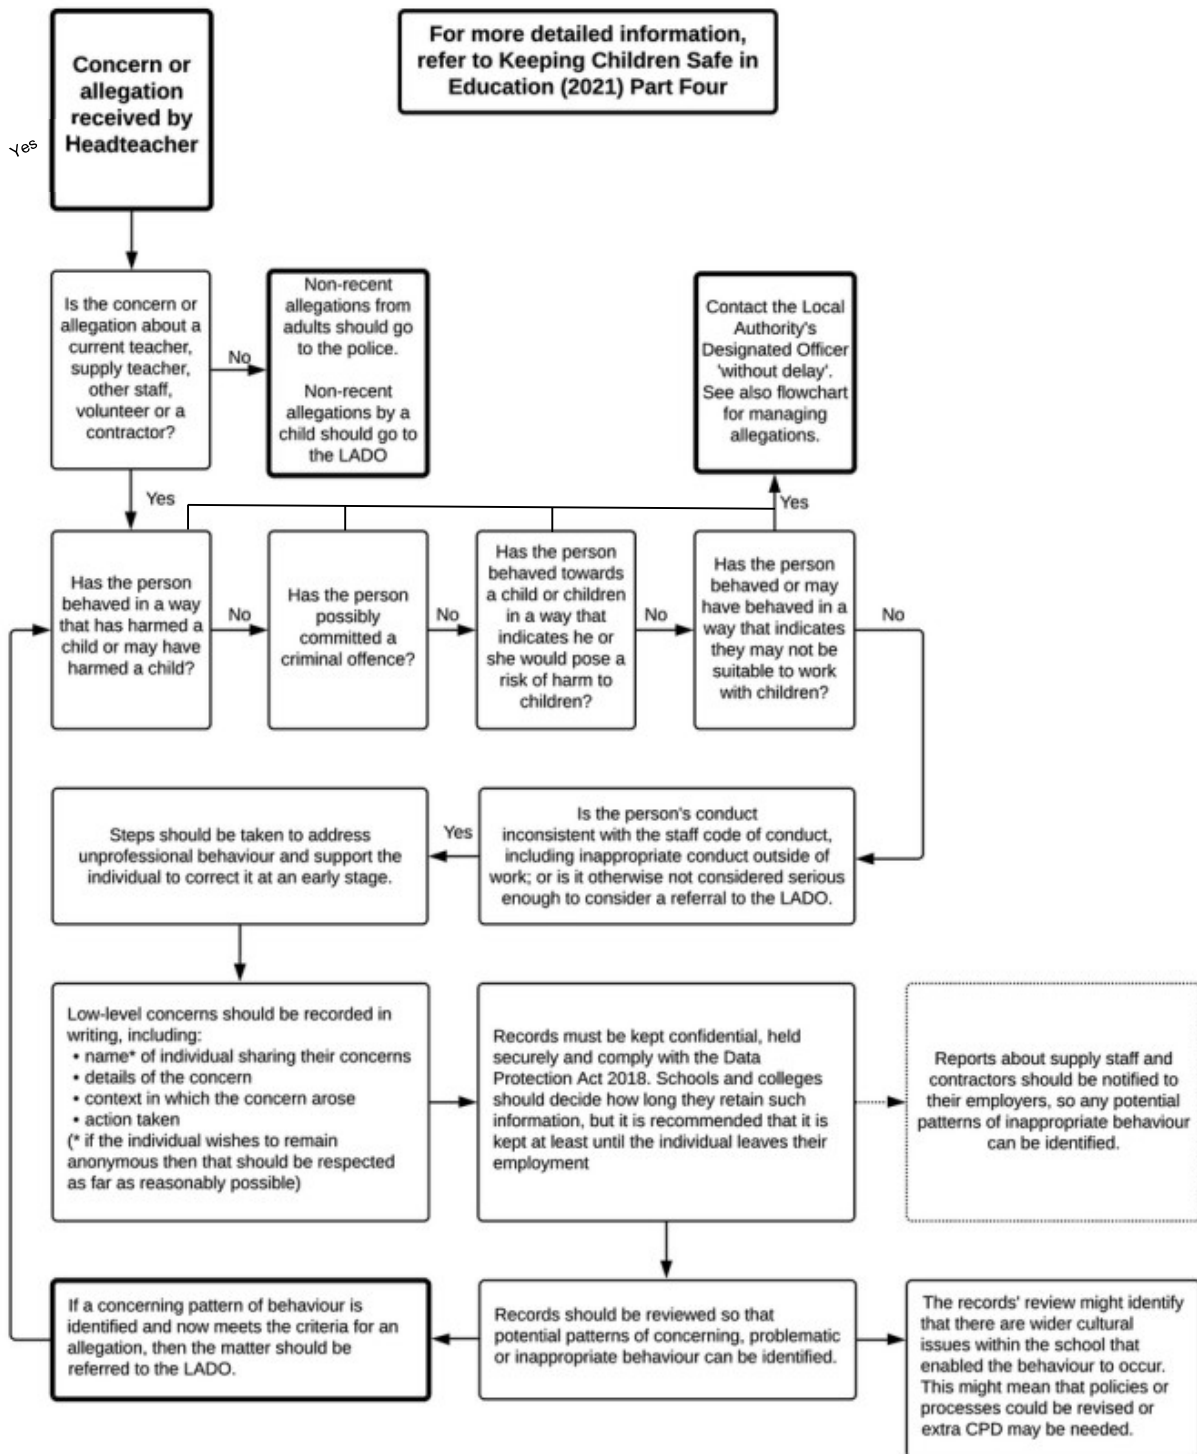 Concern or
allegation
received by
Headteacher
For more detailed information,
refer to Keeping Children Safe in
Education (2021) Part Four
Yes
Is the concern or
allegation about a
current teacher,
supply teacher,
other staff,
volunteer or a
contractor?
No
Non-recent
allegations from
adults should go
to the police.
Non-recent
allegations by a
child should go to
the LADO
Contact the Local
Authority's
Designated Officer
'without delay'.
See also flowchart
for managing
allegations.
Yes
Yes
Has the person
behaved in a way
that has harmed a
child or may have
harmed a child?
No
Has the person
possibly
committed a
criminal offence?
No
Has the person
behaved towards
a child or children
in a way that
indicates he or
she would pose a
risk of harm to
children?
No
Has the person
behaved or may
have behaved in a
way that indicates
they may not be
suitable to work
with children?
No
Is the person's conduct
inconsistent with the staff code of conduct,
including inappropriate conduct outside of
work; or is it otherwise not considered serious
enough to consider a referral to the LADO.
Yes
Steps should be taken to address
unprofessional behaviour and support the
individual to correct it at an early stage.
Low-level concerns should be recorded in
writing, including:
• name* of individual sharing their concerns
• details of the concern
• context in which the concern arose
• action taken
(* if the individual wishes to remain
anonymous then that should be respected
as far as reasonably possible)
Records must be kept confidential, held
securely and comply with the Data
Protection Act 2018. Schools and colleges
should decide how long they retain such
information, but it is recommended that it is
kept at least until the individual leaves their
employment
Reports about supply staff and
contractors should be notified to
their employers, so any potential
patterns of inappropriate behaviour
can be identified.
If a concerning pattern of behaviour is
identified and now meets the criteria for an
allegation, then the matter should be
referred to the LADO.
Records should be reviewed so that
potential patterns of concerning, problematic
or inappropriate behaviour can be identified.
The records' review might identify
that there are wider cultural
issues within the school that
enabled the behaviour to occur.
This might mean that policies or
processes could be revised or
extra CPD may be needed.